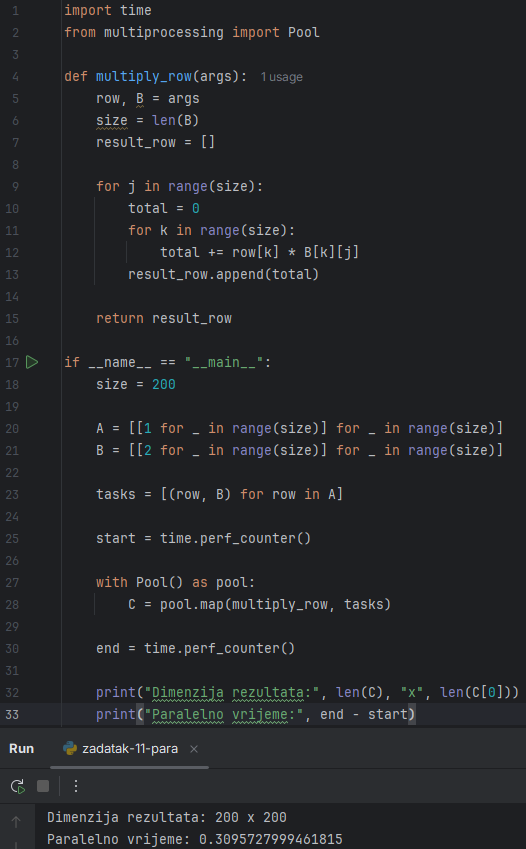 1 import time
2 from multiprocessing import Pool
3
4 def multiply_row(args): 1 usage
5     row, B = args
6     size = len(B)
7     result_row = []
8
9     for j in range(size):
10         total = 0
11         for k in range(size):
12             total += row[k] * B[k][j]
13         result_row.append(total)
14
15     return result_row
16
17 if __name__ == "__main__":
18     size = 200
19
20     A = [[1 for _ in range(size)] for _ in range(size)]
21     B = [[2 for _ in range(size)] for _ in range(size)]
22
23     tasks = [(row, B) for row in A]
24
25     start = time.perf_counter()
26
27     with Pool() as pool:
28         C = pool.map(multiply_row, tasks)
29
30     end = time.perf_counter()
31
32     print("Dimenzija rezultata:", len(C), "x", len(C[0]))
33     print("Paralelno vrijeme:", end - start)
Run zadatak-11-para
Dimenzija rezultata: 200 x 200
Paralelno vrijeme: 0.3095727999461815